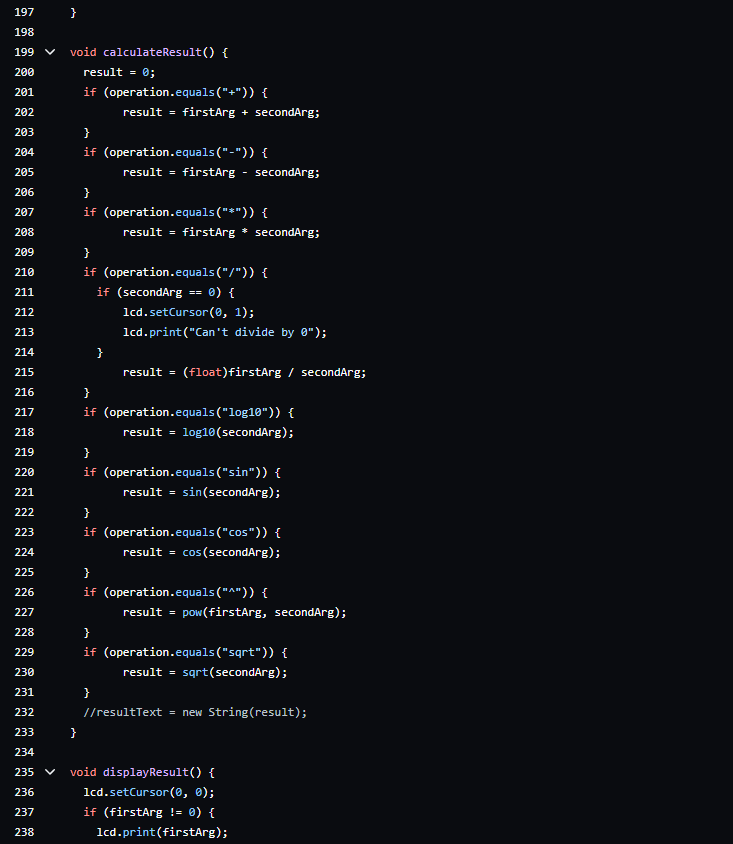 197 }
198
199 void calculateResult() {
200 result = 0;
201 if (operation.equals("+")) {
202 result = firstArg + secondArg;
203 }
204 if (operation.equals("-")) {
205 result = firstArg - secondArg;
206 }
207 if (operation.equals("*")) {
208 result = firstArg * secondArg;
209 }
210 if (operation.equals("/")) {
211 if (secondArg == 0) {
212 lcd.setCursor(0, 1);
213 lcd.print("Can't divide by 0");
214 }
215 result = (float)firstArg / secondArg;
216 }
217 if (operation.equals("log10")) {
218 result = log10(secondArg);
219 }
220 if (operation.equals("sin")) {
221 result = sin(secondArg);
222 }
223 if (operation.equals("cos")) {
224 result = cos(secondArg);
225 }
226 if (operation.equals("^")) {
227 result = pow(firstArg, secondArg);
228 }
229 if (operation.equals("sqrt")) {
230 result = sqrt(secondArg);
231 }
232 //resultText = new String(result);
233 }
234
235 void displayResult() {
236 lcd.setCursor(0, 0);
237 if (firstArg != 0) {
238 lcd.print(firstArg);